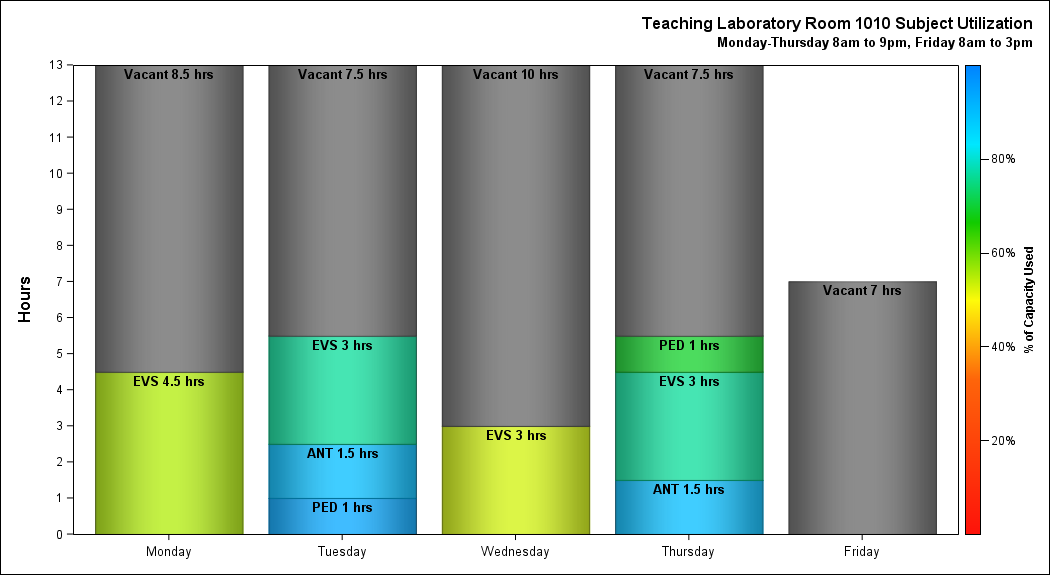 Teaching Laboratory Room 1010 Subject Utilization
Monday-Thursday 8am to 9pm, Friday 8am to 3pm
Hours
13
12
11
10
9
8
7
6
5
4
3
2
1
0
Vacant 8.5 hrs
EVS 4.5 hrs
Vacant 7.5 hrs
EVS 3 hrs
ANT 1.5 hrs
PED 1 hrs
Vacant 10 hrs
EVS 3 hrs
Vacant 7.5 hrs
PED 1 hrs
EVS 3 hrs
ANT 1.5 hrs
Vacant 7 hrs
Monday
Tuesday
Wednesday
Thursday
Friday
80%
60%
40%
20%
% of Capacity Used